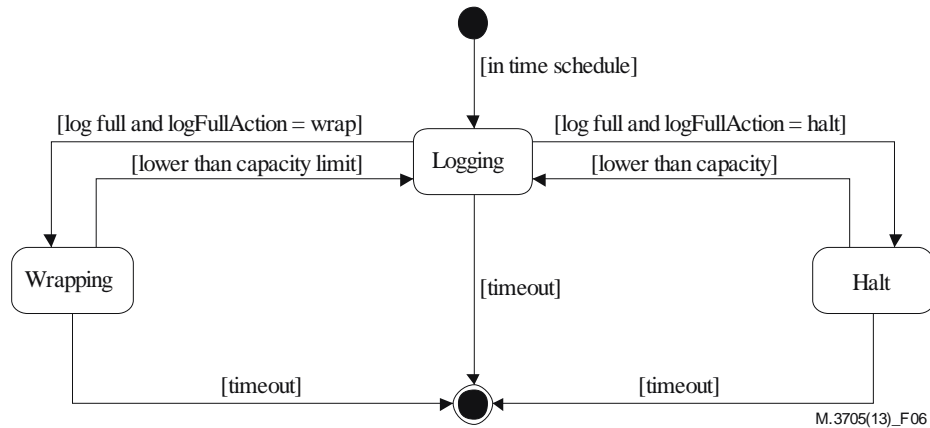 [in time schedule]
[log full and logFullAction = wrap]
[log full and logFullAction = halt]
Logging
[lower than capacity limit]
[lower than capacity]
Wrapping
Halt
[timeout]
[timeout]
[timeout]
M.3705(13)_F06